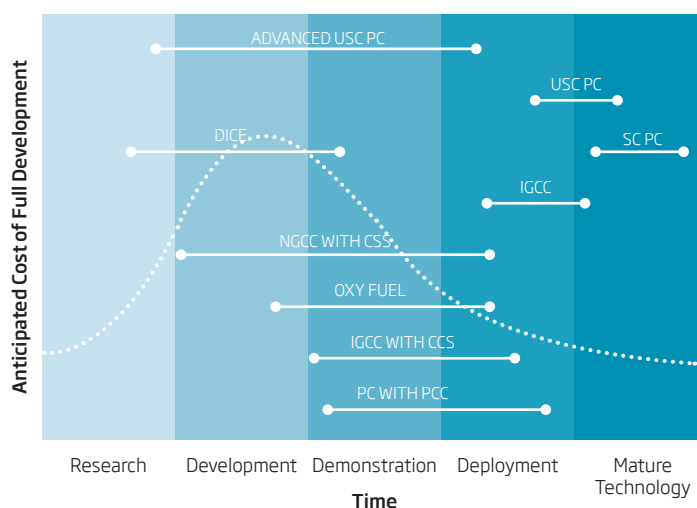 ADVANCED USC PC
USC PC
DICE
SC PC
IGCC
NGCC WITH CSS
OXY FUEL
IGCC WITH CCS
PC WITH PCC
Anticipated Cost of Full Development
Research
Development
Demonstration
Deployment
Mature
Technology
Time